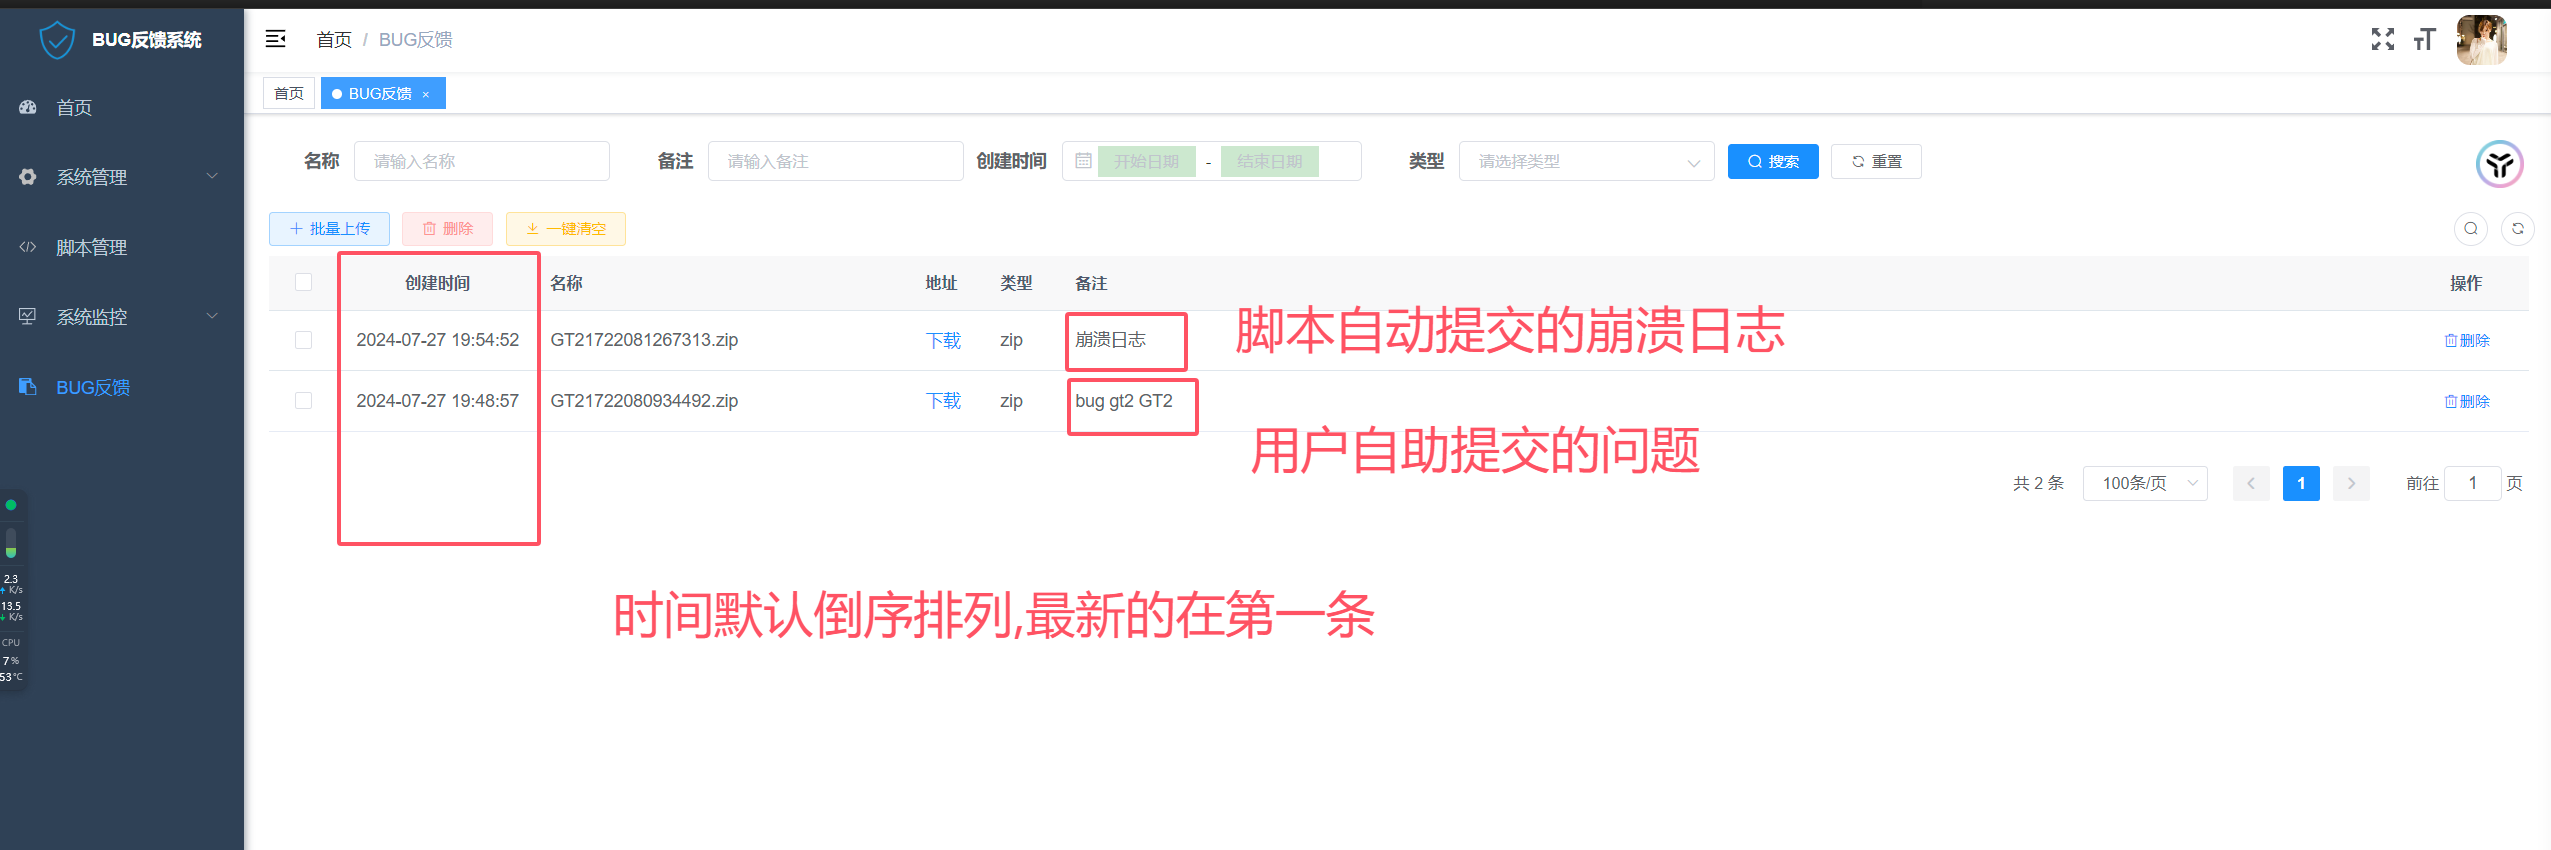 BUG反馈系统
首页 / BUG反馈
首页
BUG反馈 ×
首页
系统管理
脚本管理
系统监控
BUG反馈
名称 请输入名称 备注 请输入备注 创建时间 开始日期 - 结束日期 类型 请选择类型 搜索 重置
批量上传 删除 一键清空
创建时间 名称 地址 类型 备注 操作
2024-07-27 19:54:52 GT21722081267313.zip 下载 zip 崩溃日志 删除
脚本自动提交的崩溃日志
2024-07-27 19:48:57 GT21722080934492.zip 下载 zip bug gt2 GT2 删除
用户自助提交的问题
共 2 条 100条/页 1 前往 1 页
时间默认倒序排列,最新的在第一条
2.3
K/s
13.5
K/s
CPU
7%
53°C